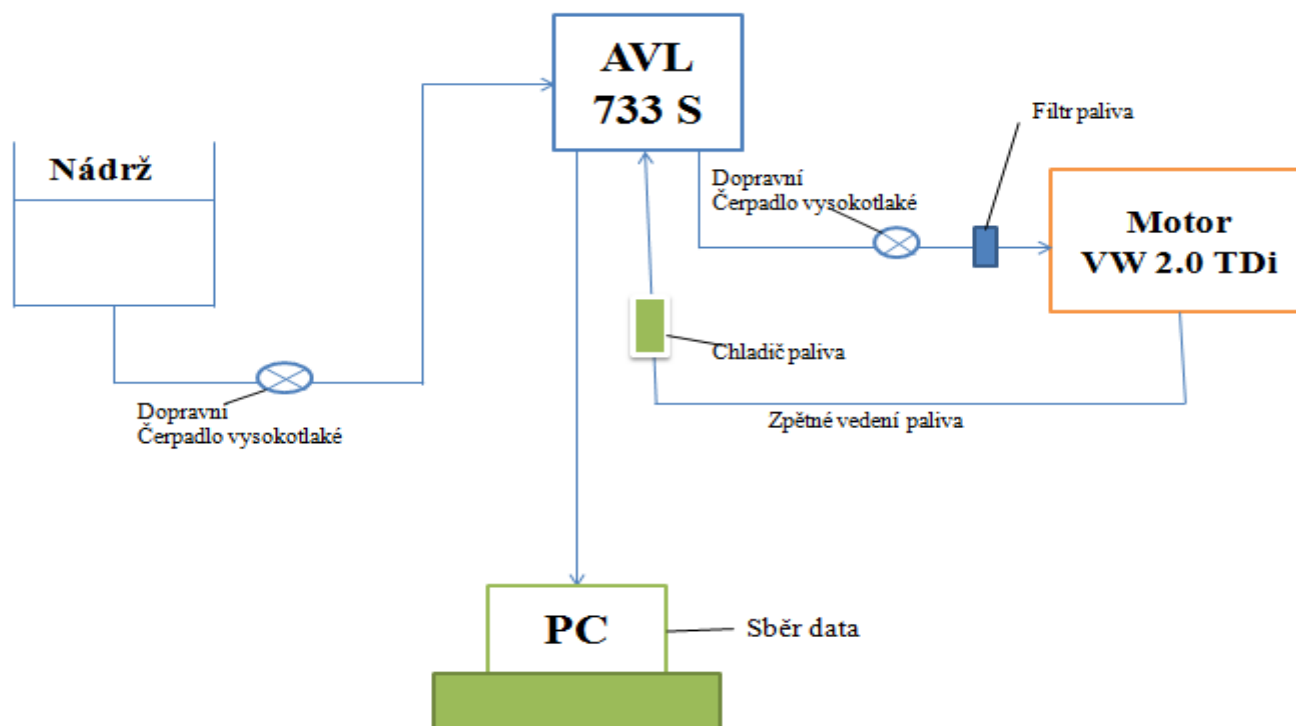 AVL
733 S
Filtr paliva
Nádrž
Dopravní
Čerpadlo vysokotlaké
Motor
VW 2.0 TDi
Chladič paliva
Dopravní
Čerpadlo vysokotlaké
Zpětné vedení paliva
PC
Sběr data